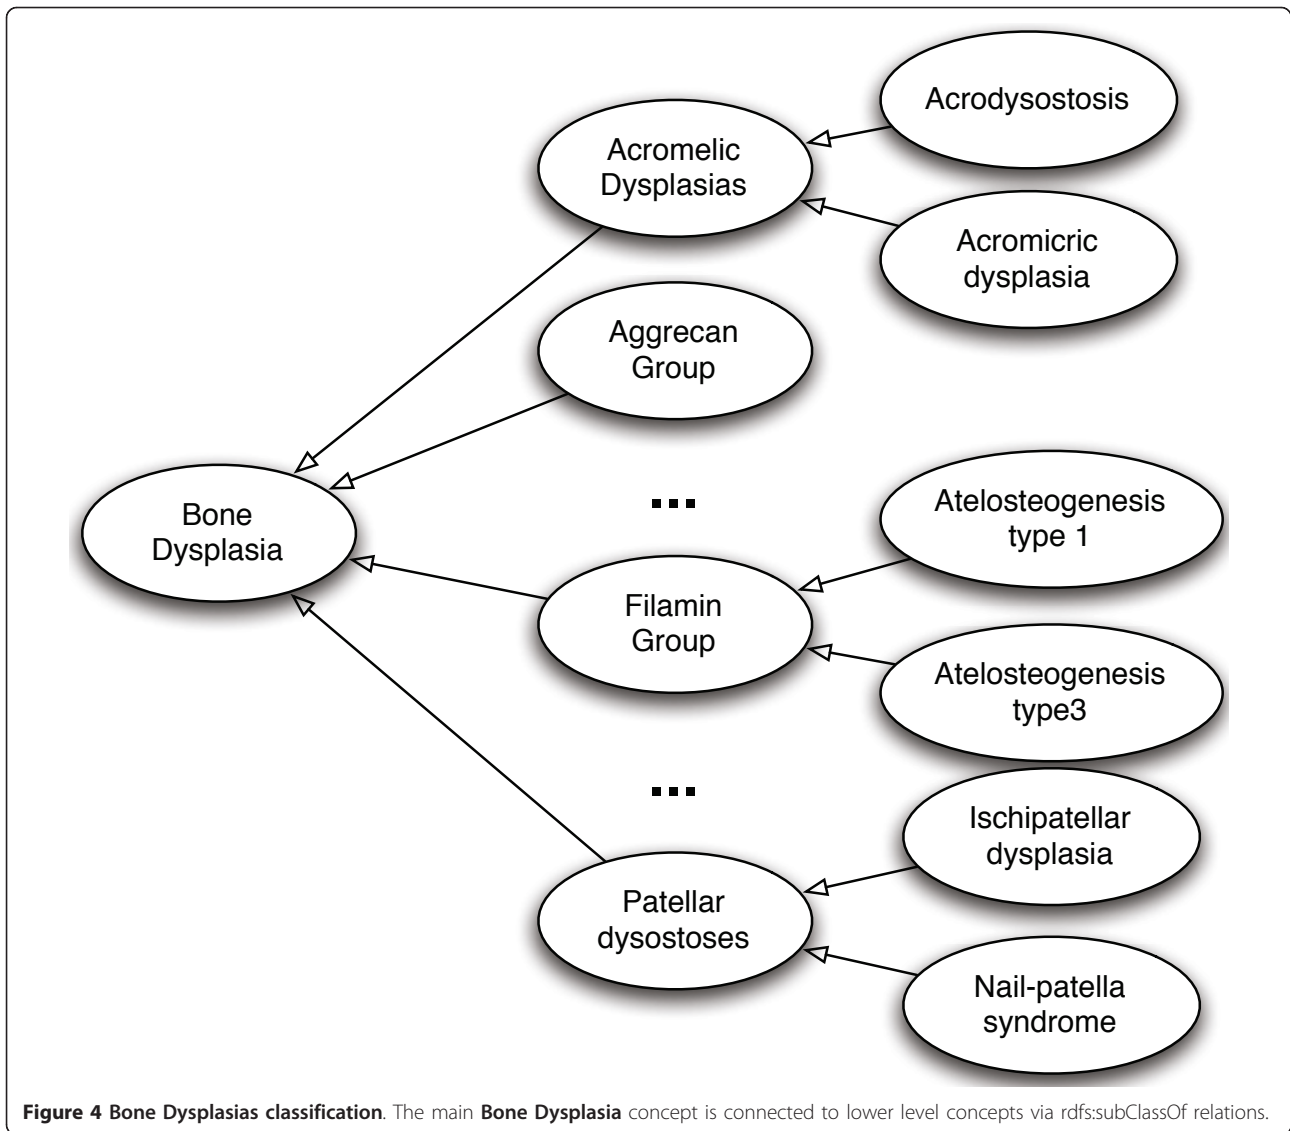 Acrodysostosis
Acromelic
Dysplasias
Acromicric
dysplasia
Aggrecan
Group
...
Atelosteogenesis
type 1
Bone
Dysplasia
Filamin
Group
Atelosteogenesis
type3
...
Ischipatellar
dysplasia
Patellar
dysostoses
Nail-patella
syndrome
Figure 4 Bone Dysplasias classification. The main Bone Dysplasia concept is connected to lower level concepts via rdfs:subClassOf relations.